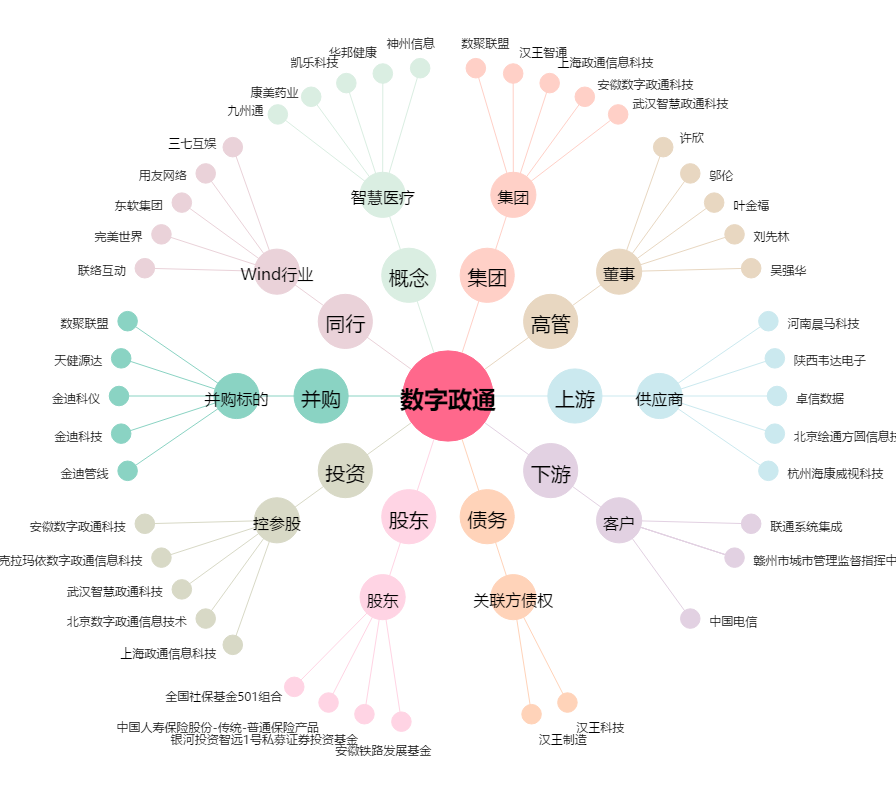 神州信息
数聚联盟
华邦健康
汉王智通
凯乐科技
上海政通信息科技
康美药业
安徽数字政通科技
九州通
武汉智慧政通科技
三七互娱
许欣
用友网络
邬伦
智慧医疗
集团
东软集团
叶金福
完美世界
刘先林
联络互动
Wind行业
概念
集团
董事
吴强华
数聚联盟
同行
高管
河南晨马科技
天健源达
陕西韦达电子
金迪科仪
并购标的
并购
数字政通
上游
供应商
卓信数据
金迪科技
北京绘通方圆信息技
金迪管线
投资
下游
杭州海康威视科技
安徽数字政通科技
控参股
股东
债务
客户
联通系统集成
克拉玛依数字政通信息科技
赣州市城市管理监督指挥中
武汉智慧政通科技
股东
关联方债权
北京数字政通信息技术
中国电信
上海政通信息科技
全国社保基金501组合
中国人寿保险股份-传统-普通保险产品
汉王科技
银河投资智远1号私募证券投资基金
汉王制造
安徽铁路发展基金